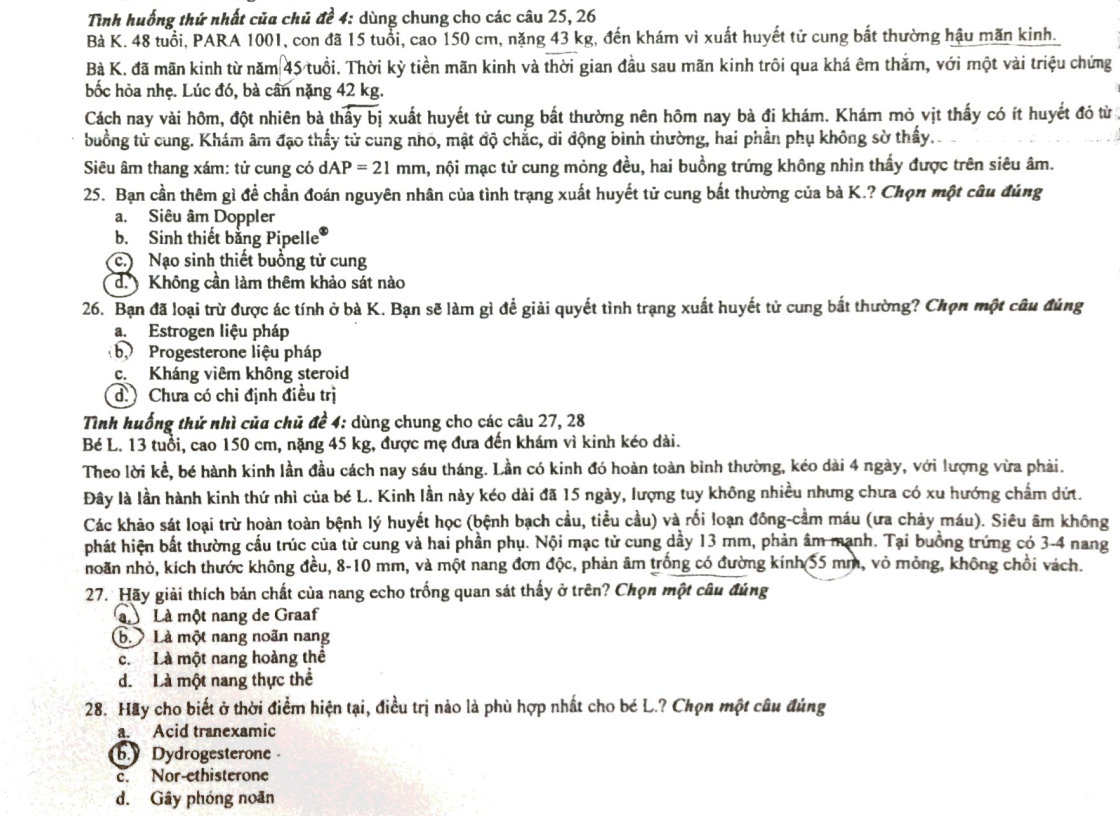 Tình huống thứ nhất của chủ đề 4: dùng chung cho các câu 25, 26
Bà K. 48 tuổi, PARA 1001, con đã 15 tuổi, cao 150 cm, nặng 43 kg, đến khám vì xuất huyết tử cung bất thường hậu mãn kinh.
Bà K. đã mãn kinh từ năm 45 tuổi. Thời kỳ tiền mãn kinh và thời gian đầu sau mãn kinh trôi qua khá êm thắm, với một vài triệu chứng
bốc hỏa nhẹ. Lúc đó, bà cân nặng 42 kg.
Cách nay vài hôm, đột nhiên bà thấy bị xuất huyết tử cung bất thường nên hôm nay bà đi khám. Khám mỏ vịt thấy có ít huyết đỏ từ
buồng tử cung. Khám âm đạo thấy tử cung nhỏ, mật độ chắc, di động bình thường, hai phần phụ không sờ thấy.
Siêu âm thang xám: tử cung có dAP = 21 mm, nội mạc tử cung mỏng đều, hai buồng trứng không nhìn thấy được trên siêu âm.
25. Bạn cần thêm gì để chẩn đoán nguyên nhân của tình trạng xuất huyết tử cung bất thường của bà K.? Chọn một câu đúng
a. Siêu âm Doppler
b. Sinh thiết bằng Pipelle®
c. Nạo sinh thiết buồng tử cung
d. Không cần làm thêm khảo sát nào
26. Bạn đã loại trừ được ác tính ở bà K. Bạn sẽ làm gì để giải quyết tình trạng xuất huyết tử cung bất thường? Chọn một câu đúng
a. Estrogen liệu pháp
b. Progesterone liệu pháp
c. Kháng viêm không steroid
d. Chưa có chỉ định điều trị
Tình huống thứ nhì của chủ đề 4: dùng chung cho các câu 27, 28
Bé L. 13 tuổi, cao 150 cm, nặng 45 kg, được mẹ đưa đến khám vì kinh kéo dài.
Theo lời kể, bé hành kinh lần đầu cách nay sáu tháng. Lần có kinh đó hoàn toàn bình thường, kéo dài 4 ngày, với lượng vừa phải.
Đây là lần hành kinh thứ nhì của bé L. Kinh lần này kéo dài đã 15 ngày, lượng tuy không nhiều nhưng chưa có xu hướng chấm dứt.
Các khảo sát loại trừ hoàn toàn bệnh lý huyết học (bệnh bạch cầu, tiểu cầu) và rối loạn đông-cầm máu (ưa chảy máu). Siêu âm không
phát hiện bất thường cấu trúc của tử cung và hai phần phụ. Nội mạc tử cung dầy 13 mm, phản âm mạnh. Tại buồng trứng có 3-4 nang
noãn nhỏ, kích thước không đều, 8-10 mm, và một nang đơn độc, phản âm trống có đường kính 55 mm, vỏ mỏng, không chồi vách.
27. Hãy giải thích bản chất của nang echo trống quan sát thấy ở trên? Chọn một câu đúng
a. Là một nang de Graaf
b. Là một nang noãn nang
c. Là một nang hoàng thể
d. Là một nang thực thể
28. Hãy cho biết ở thời điểm hiện tại, điều trị nào là phù hợp nhất cho bé L.? Chọn một câu đúng
a. Acid tranexamic
b. Dydrogesterone
c. Nor-ethisterone
d. Gây phóng noãn